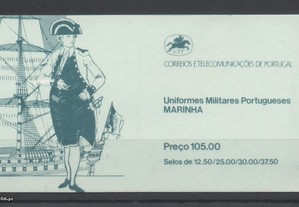 CTT
CORREIOS E TELECOMUNICAÇÕES DE PORTUGAL
Uniformes Militares Portugueses
MARINHA
Preço 105.00
Selos de 12.50/25.00/30.00/37.50